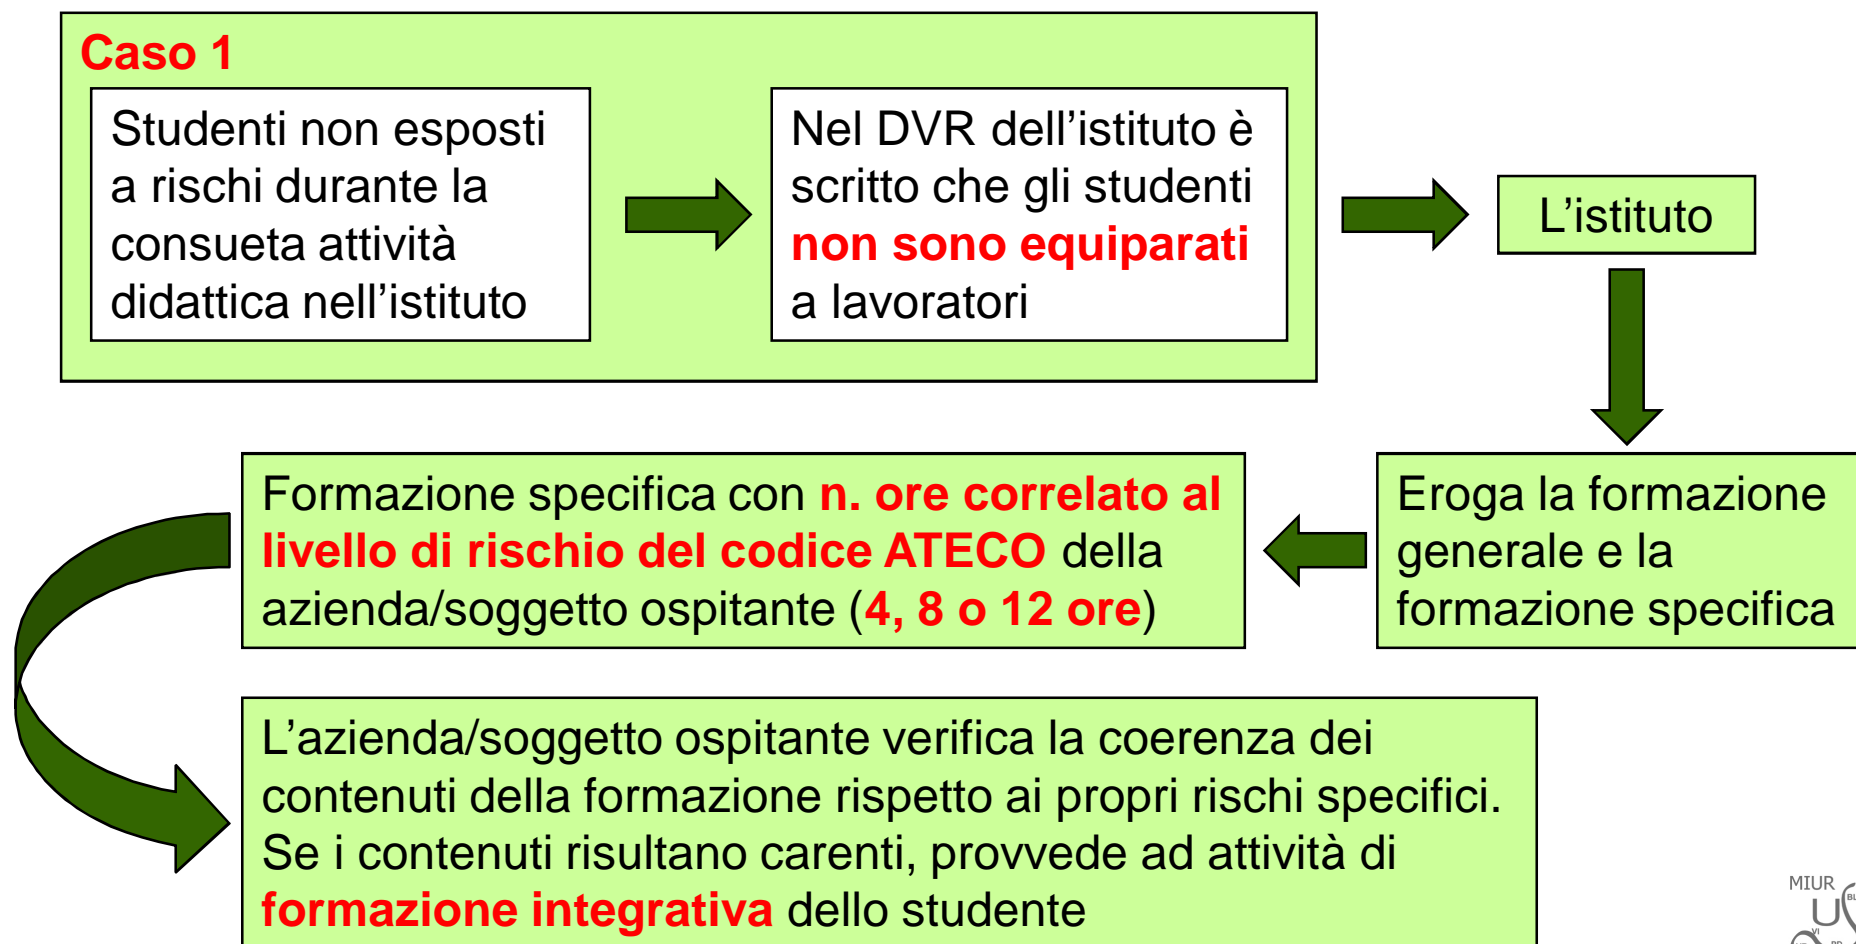 Caso 1
Studenti non esposti
a rischi durante la
consueta attività
didattica nell’istituto
Nel DVR dell’istituto è
scritto che gli studenti
non sono equiparati
a lavoratori
L’istituto
Eroga la formazione
generale e la
formazione specifica
Formazione specifica con n. ore correlato al
livello di rischio del codice ATECO della
azienda/soggetto ospitante (4, 8 o 12 ore)
L’azienda/soggetto ospitante verifica la coerenza dei
contenuti della formazione rispetto ai propri rischi specifici.
Se i contenuti risultano carenti, provvede ad attività di
formazione integrativa dello studente
MIUR
U